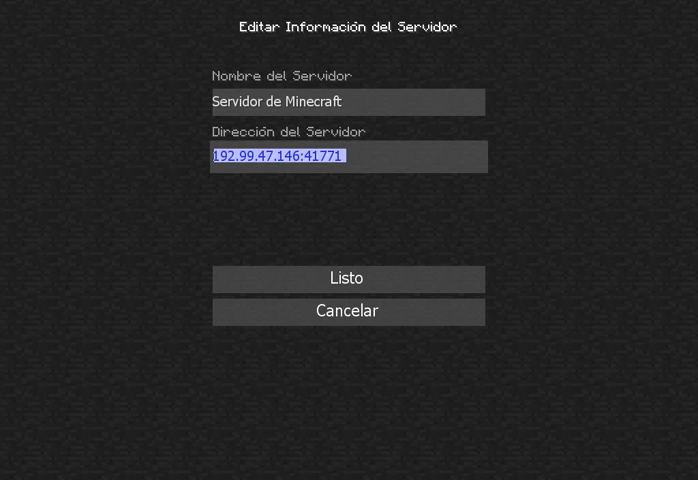 Editar Información del Servidor
Nombre del Servidor
Servidor de Minecraft
Dirección del Servidor
192.99.47.146:41771
Listo
Cancelar